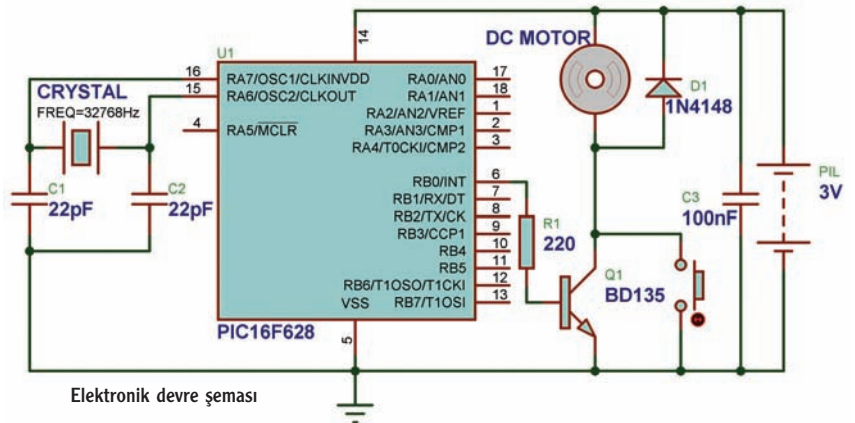 U1
14
DC MOTOR
CRYSTAL
FREQ=32768Hz
16
15
4
RA7/OSC1/CLKINVDD
RA6/OSC2/CLKOUT
RA5/MCLR
RA0/AN0
RA1/AN1
RA2/AN2/VREF
RA3/AN3/CMP1
RA4/T0CKI/CMP2
17
18
1
2
3
RB0/INT
RB1/RX/DT
RB2/TX/CK
RB3/CCP1
RB4
RB5
RB6/T1OSO/T1CKI
RB7/T1OSI
VSS
6
7
8
9
10
11
12
13
5
PIC16F628
C1
22pF
C2
22pF
R1
220
Q1
BD135
D1
1N4148
C3
100nF
PIL
3V
Elektronik devre şeması